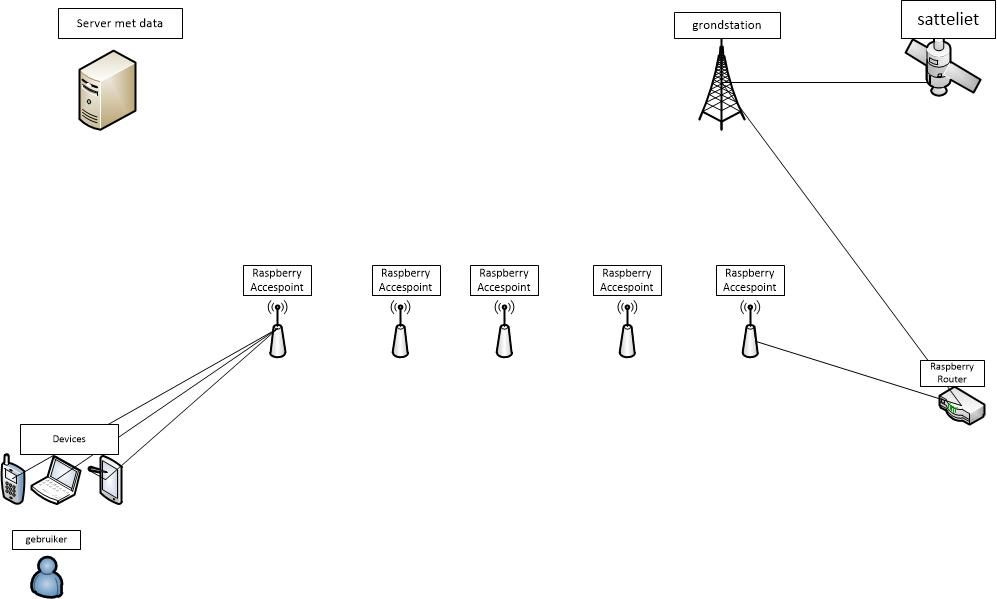 Server met data
grondstation
satteliet
Raspberry
Accespoint
Raspberry
Accespoint
Raspberry
Accespoint
Raspberry
Accespoint
Raspberry
Accespoint
Raspberry
Router
Devices
gebruiker